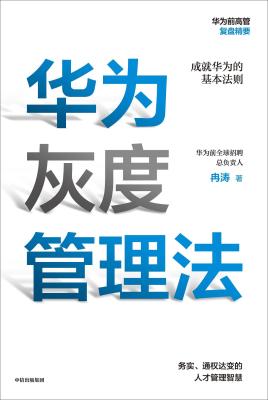 华为前高管
复盘精要
成就华为的
基本法则
华为
灰度
管理法
华为前全球招聘
总负责人
冉涛 著
务实、通权达变的
人才管理智慧
中信出版集团